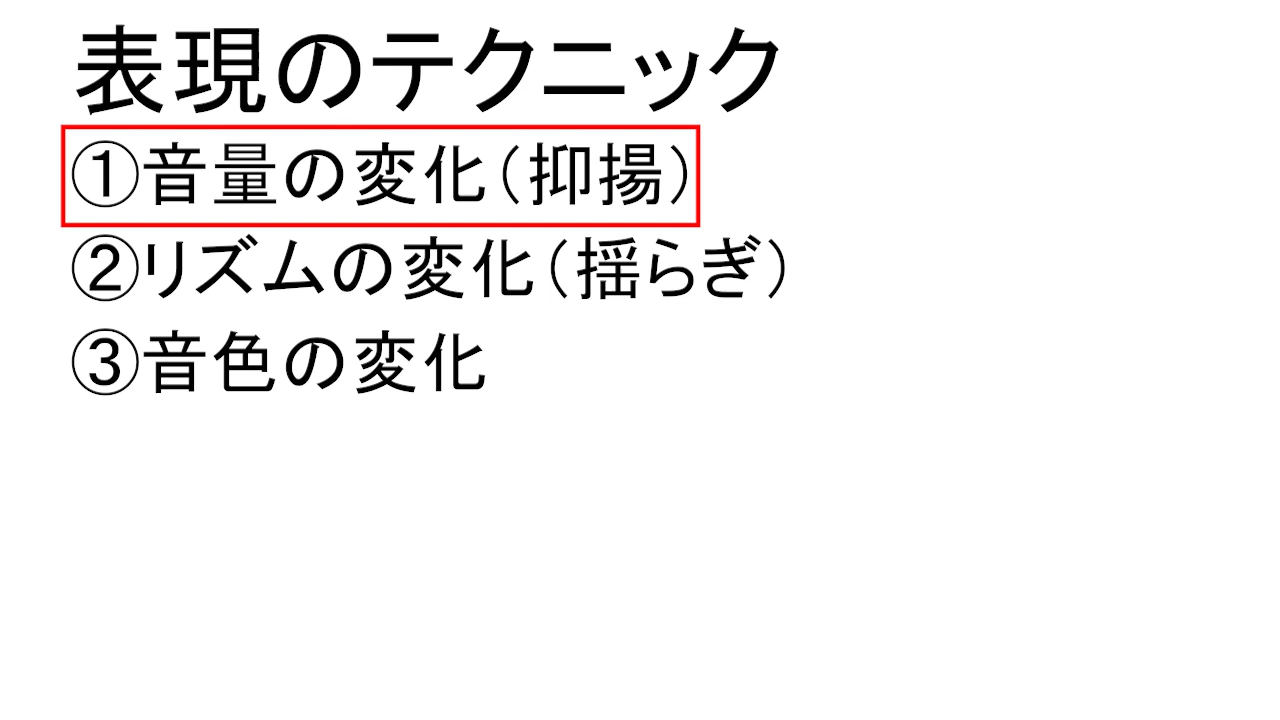 表現のテクニック
①音量の変化（抑揚）
②リズムの変化（揺らぎ）
③音色の変化